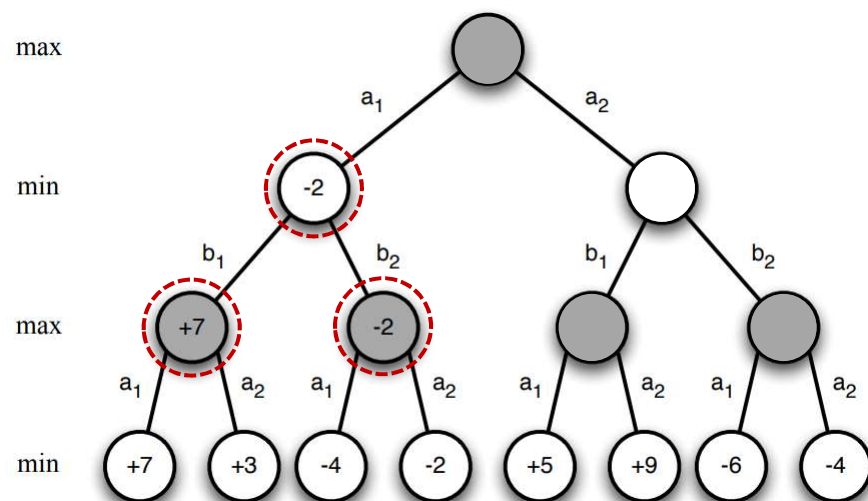 max
a1 a2
min -2
b1 b2 b1 b2
max +7 -2
a1 a2 a1 a2 a1 a2 a1 a2
min +7 +3 -4 -2 +5 +9 -6 -4